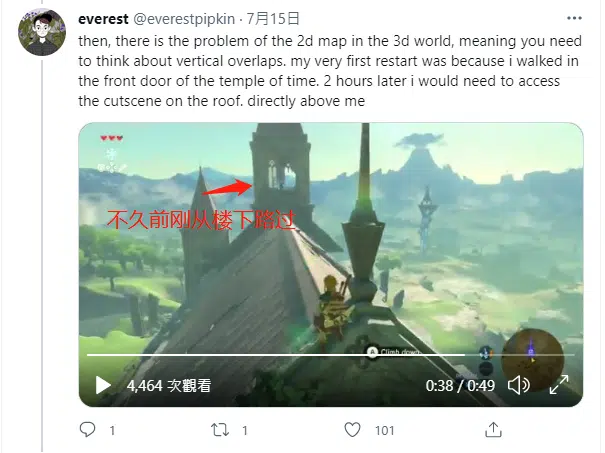 everest @everestpipkin · 7月15日
then, there is the problem of the 2d map in the 3d world, meaning you need
to think about vertical overlaps. my very first restart was because i walked in
the front door of the temple of time. 2 hours later i would need to access
the cutscene on the roof. directly above me
不久前刚从楼下路过
A Climb down
4,464 次觀看
0:38 / 0:49
1
1
101